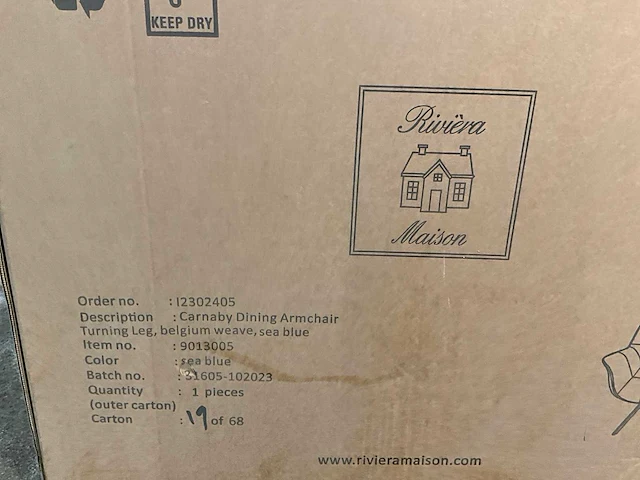 KEEP DRY
Rivièra
Maison
Order no. : I2302405
Description : Carnaby Dining Armchair
Turning Leg, belgium weave, sea blue
Item no. : 9013005
Color : sea blue
Batch no. : 31605-102023
Quantity : 1 pieces
(outer carton)
Carton : 19 of 68
www.rivieramaison.com